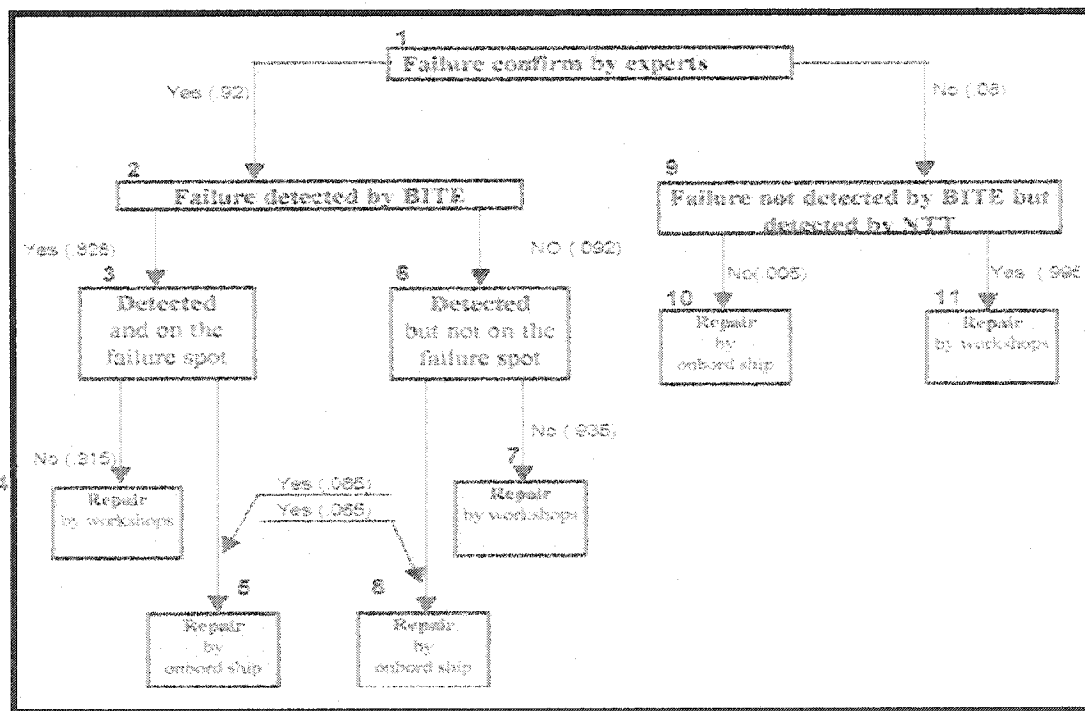 1
Failure confirm by experts
Yes (.92)
No (.08)
2
Failure detected by BITE
9
Failure not detected by BITE but
detected by NTT
Yes (.828)
NO (.092)
No(.005)
Yes (.995
3
Detected
and on the
failure spot
6
Detected
but not on the
failure spot
10
Repair
by
onbord ship
11
Repair
by workshops
No (.915)
No (.935)
4
Repair
by workshops
Yes (.085)
Yes (.065)
7
Repair
by workshops
5
Repair
by
onbord ship
8
Repair
by
onbord ship